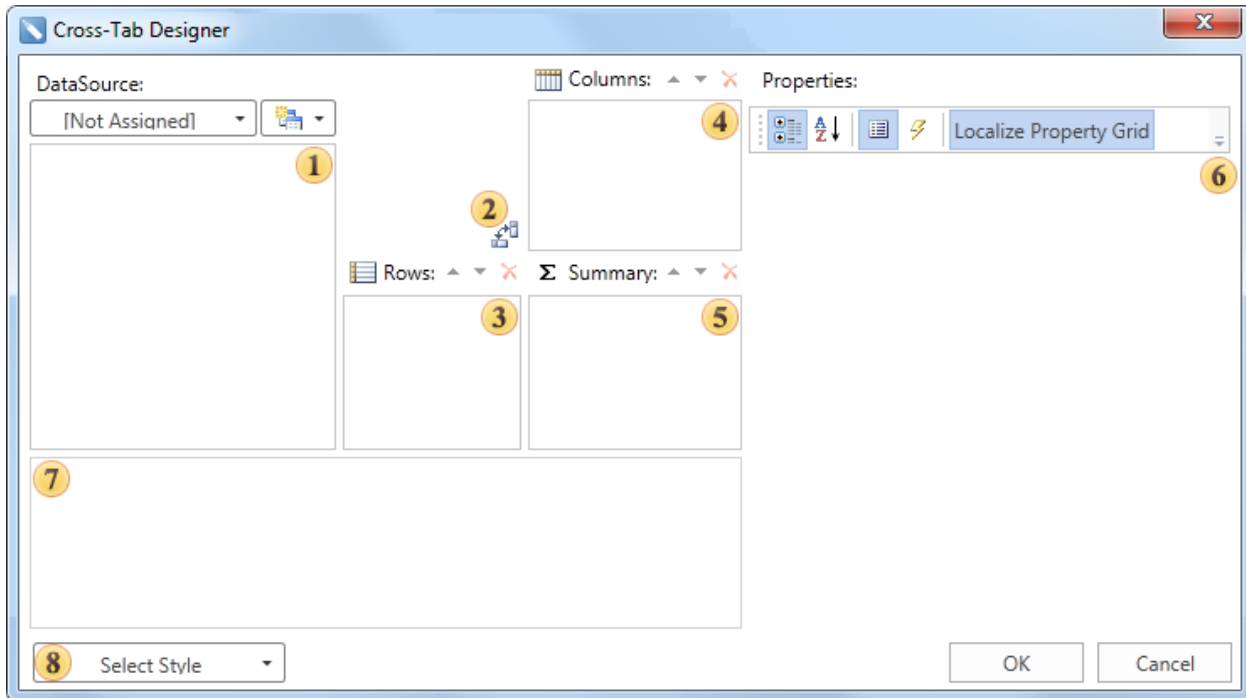 Cross-Tab Designer
x
DataSource:
Columns:
Properties:
[Not Assigned]
4
A
Z
Localize Property Grid
1
6
2
Rows:
Σ Summary:
3
5
7
8
Select Style
OK
Cancel